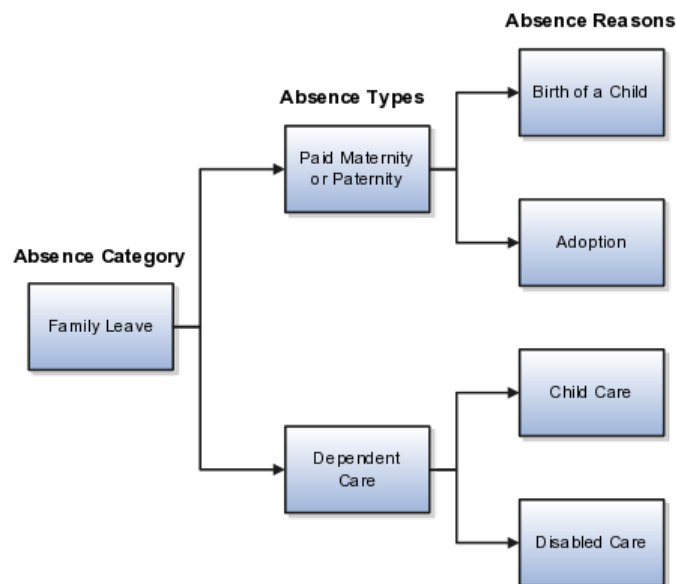 Absence Reasons
Birth of a Child
Absence Types
Paid Maternity
or Paternity
Adoption
Absence Category
Family Leave
Child Care
Dependent
Care
Disabled Care